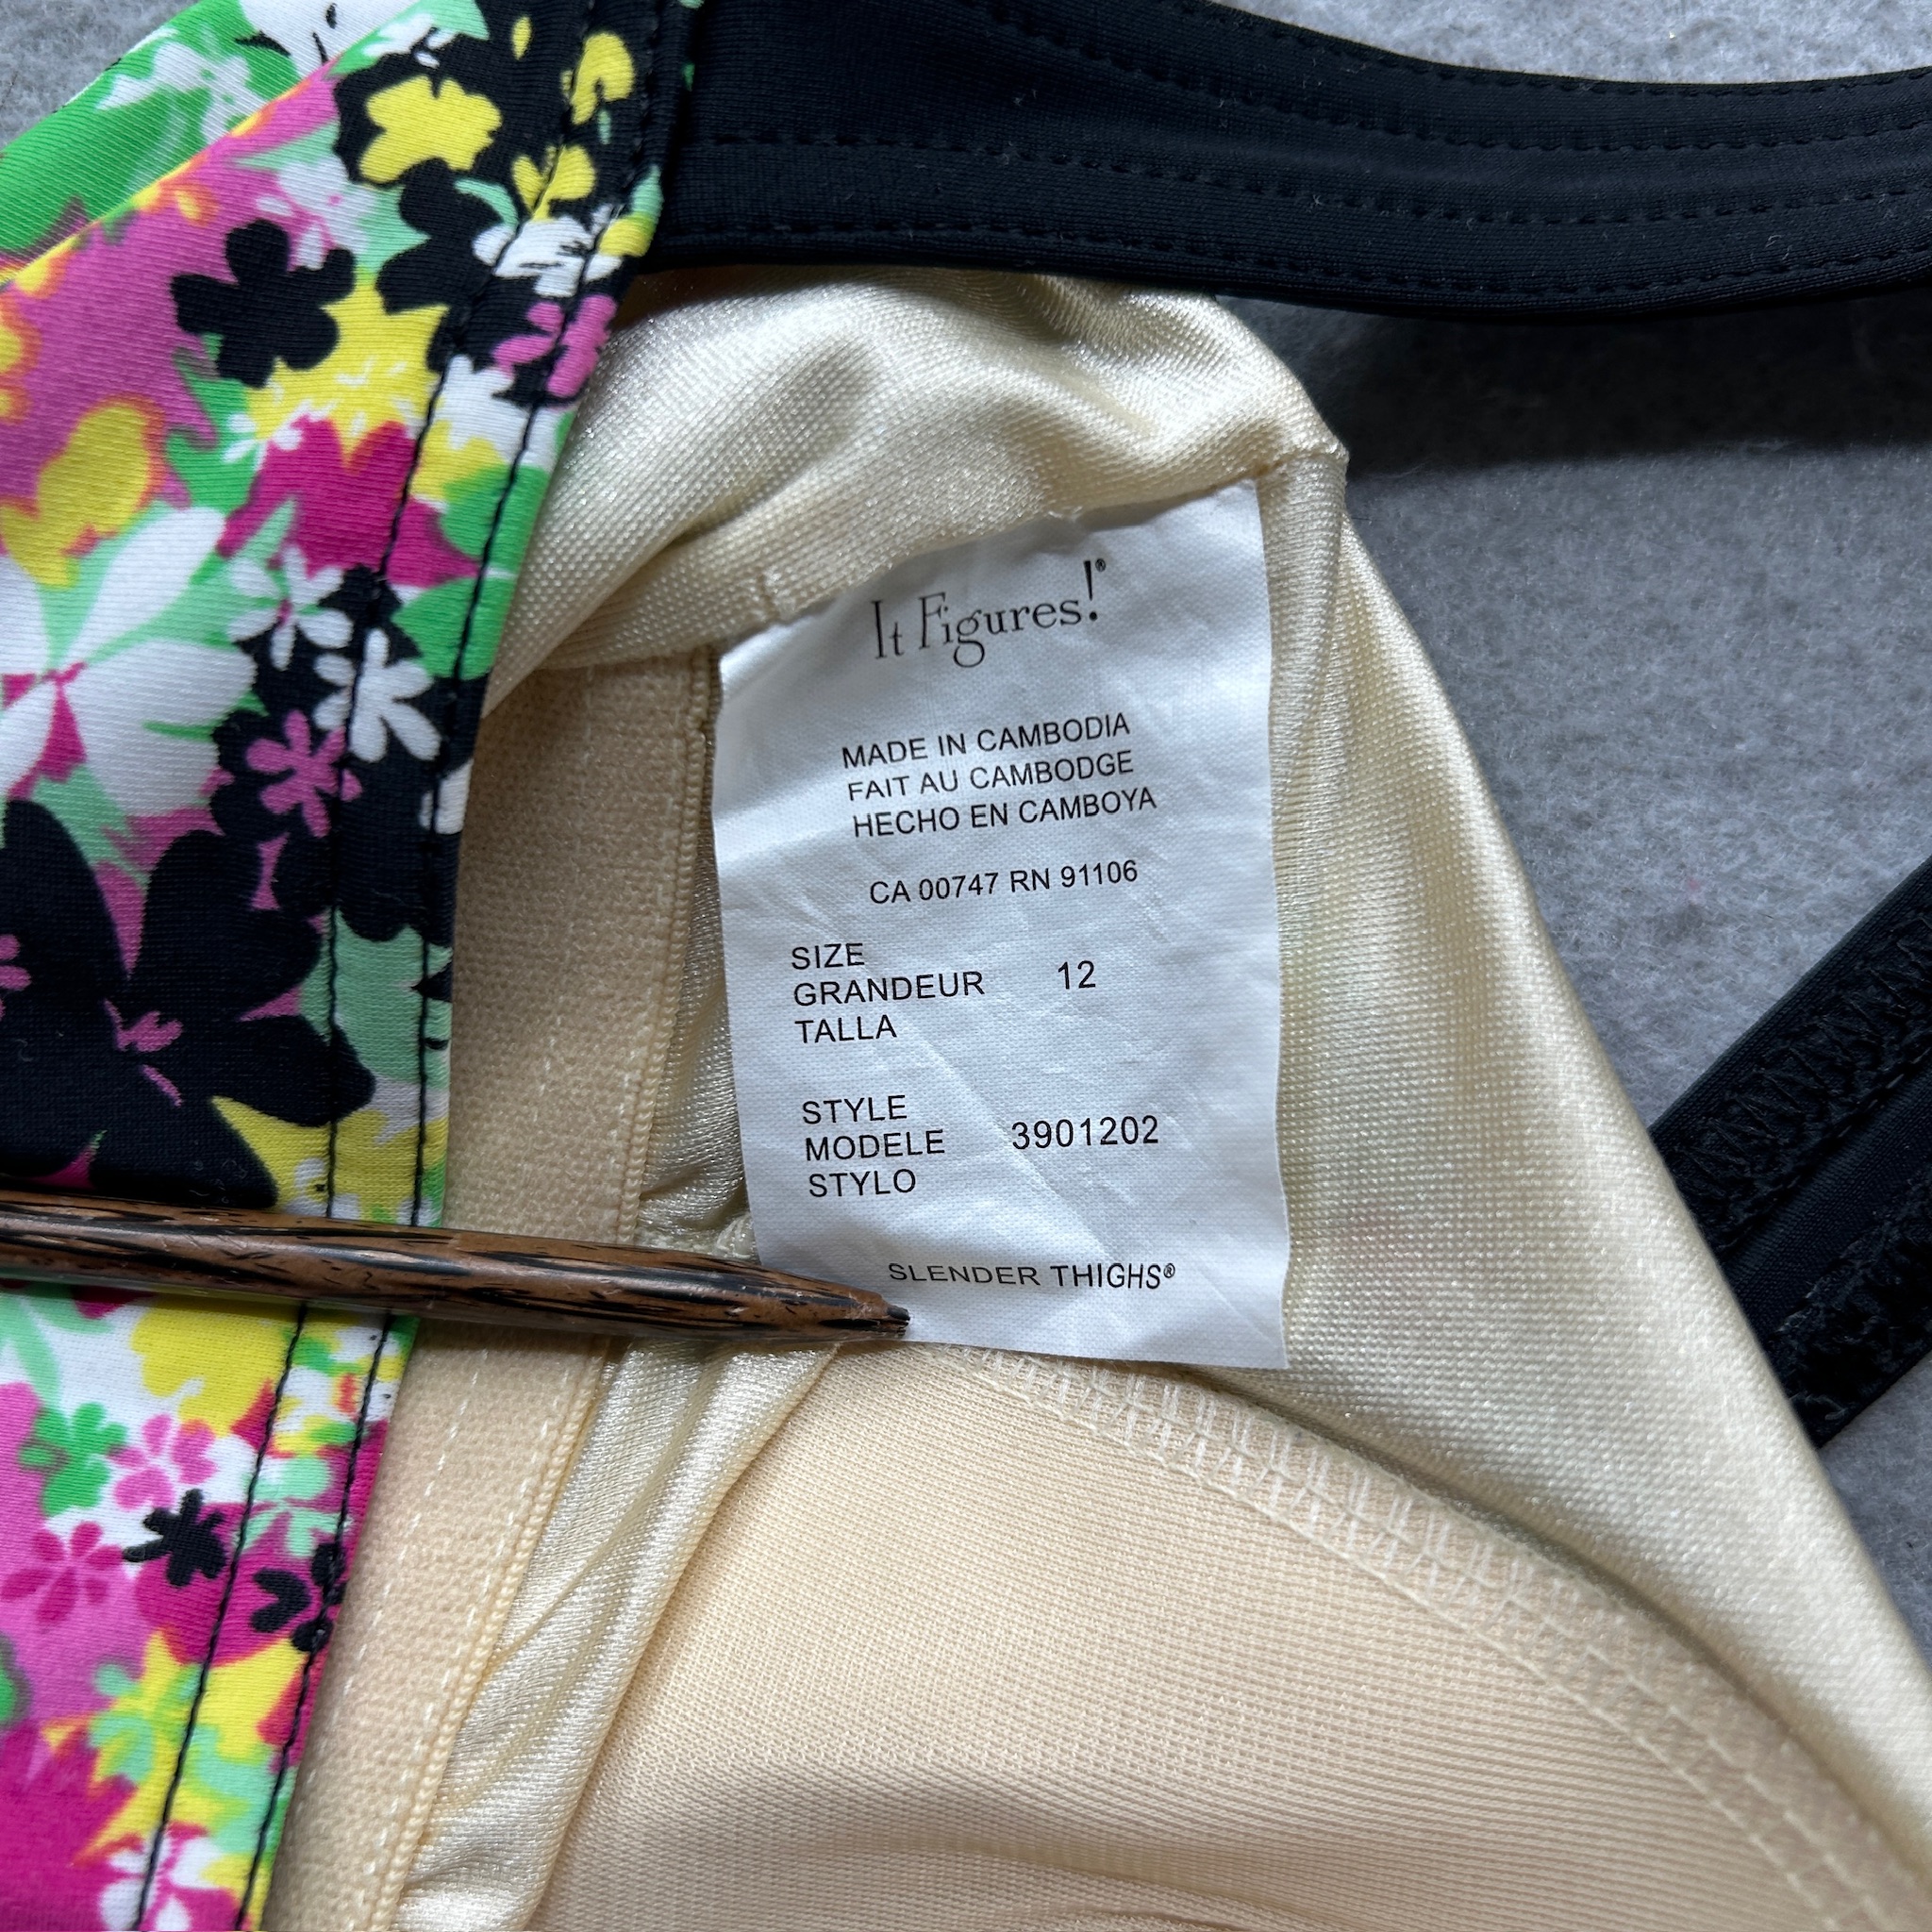 It Figures!®
MADE IN CAMBODIA
FAIT AU CAMBODGE
HECHO EN CAMBOYA
CA 00747 RN 91106
SIZE
GRANDEUR 12
TALLA
STYLE
MODELE 3901202
STYLO
SLENDER THIGHS®